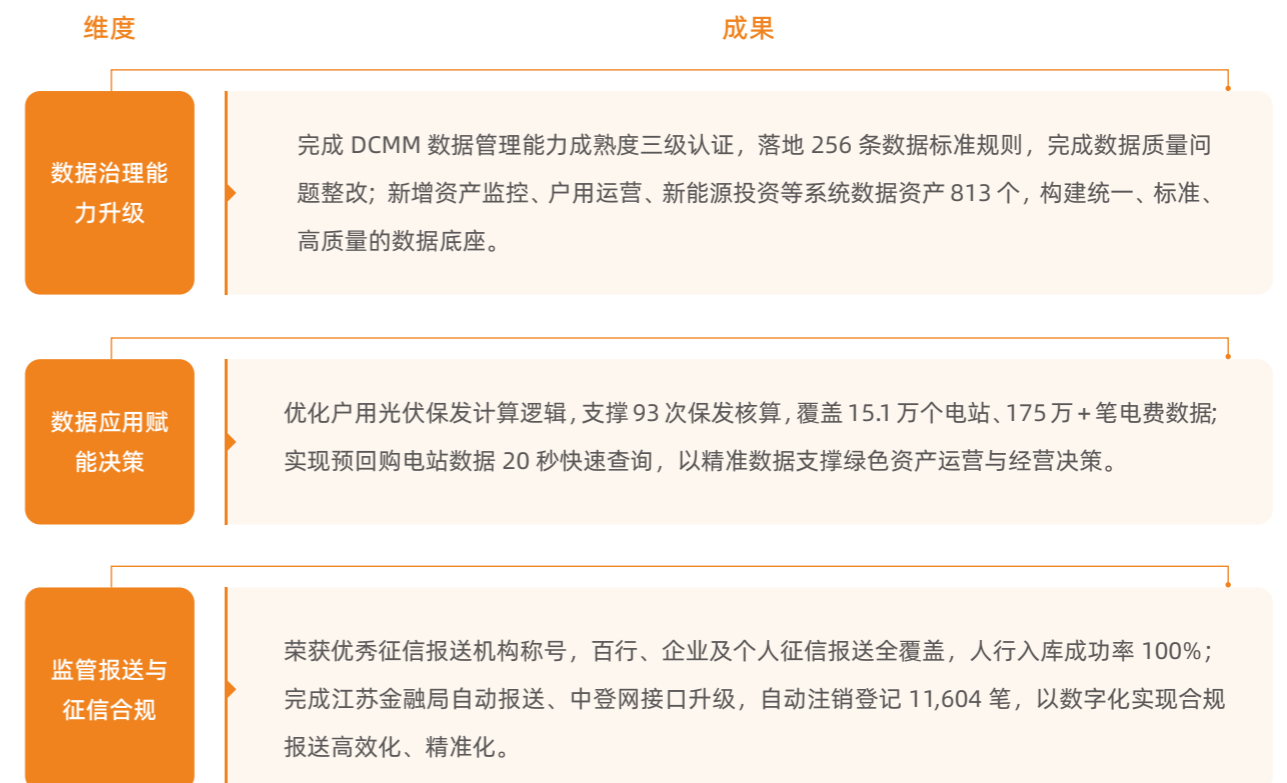 维度
成果
数据治理能
力升级
完成 DCMM 数据管理能力成熟度三级认证，落地 256 条数据标准规则，完成数据质量问
题整改；新增资产监控、户用运营、新能源投资等系统数据资产 813 个，构建统一、标准、
高质量的数据底座。
数据应用赋
能决策
优化户用光伏保发计算逻辑，支撑 93 次保发核算，覆盖 15.1 万个电站、175 万 + 笔电费数据；
实现预回购电站数据 20 秒快速查询，以精准数据支撑绿色资产运营与经营决策。
监管报送与
征信合规
荣获优秀征信报送机构称号，百行、企业及个人征信报送全覆盖，人行入库成功率 100%；
完成江苏金融局自动报送、中登网接口升级，自动注销登记 11,604 笔，以数字化实现合规
报送高效化、精准化。